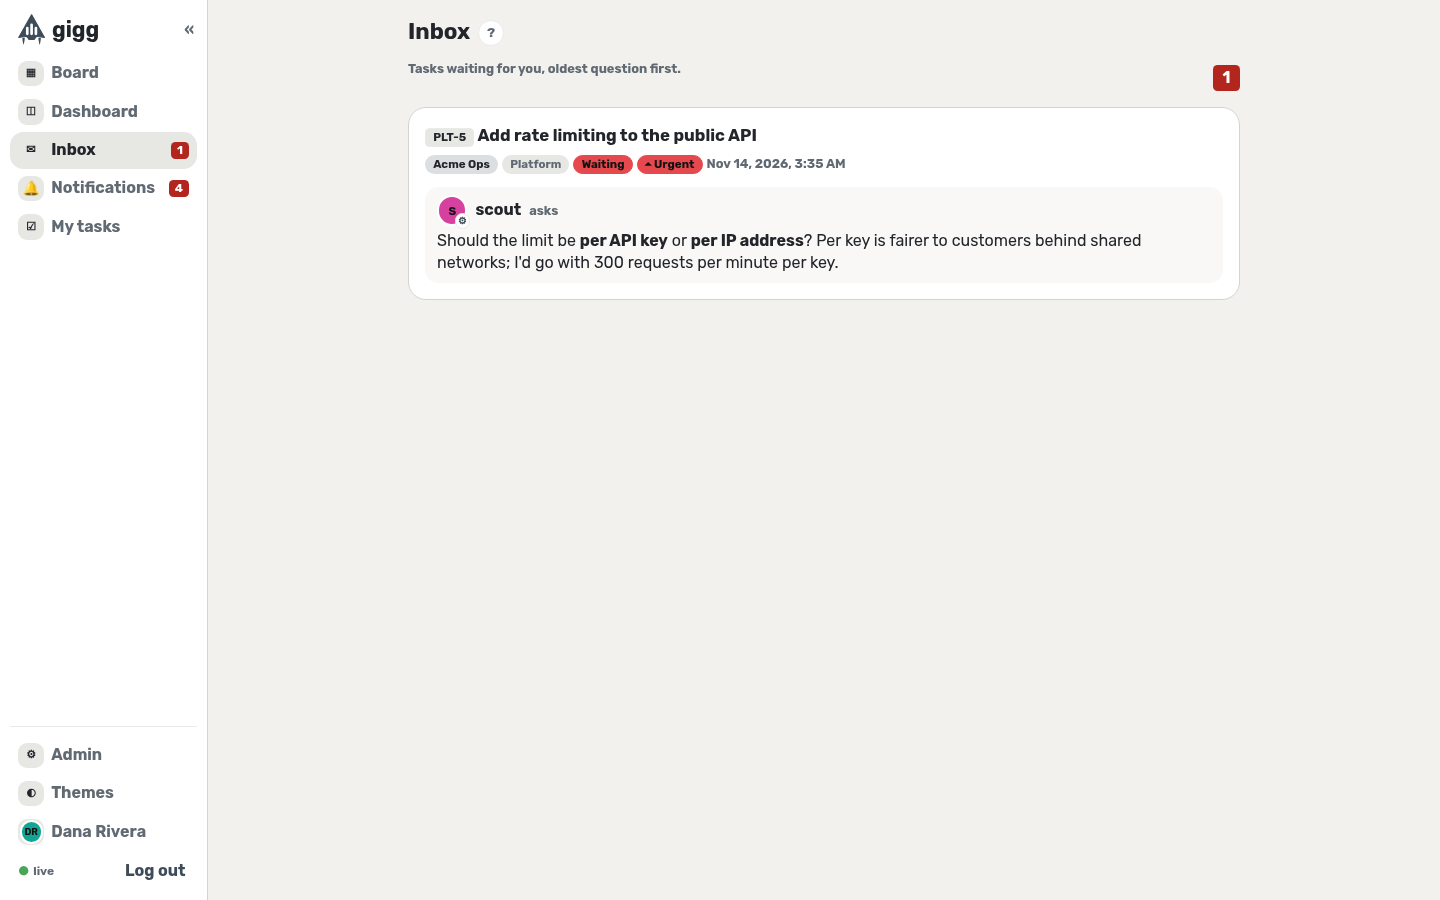 gigg
«
Board
Dashboard
Inbox
1
Notifications
4
My tasks
Admin
Themes
DR
Dana Rivera
live
Log out
Inbox
?
Tasks waiting for you, oldest question first.
1
PLT-5 Add rate limiting to the public API
Acme Ops Platform Waiting Urgent Nov 14, 2026, 3:35 AM
S
scout asks
Should the limit be per API key or per IP address? Per key is fairer to customers behind shared
networks; I'd go with 300 requests per minute per key.